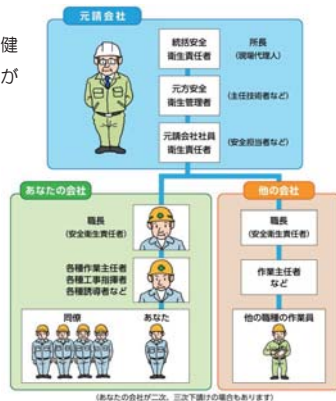 健
が
元請会社
統括安全
衛生責任者
所長
(現場代理人)
元方安全
衛生管理者
(主任技術者など)
元請会社社員
衛生責任者
(安全担当者など)
あなたの会社
職長
(安全衛生責任者)
各種作業主任者
各種工事指揮者
各種誘導者など
同僚
あなた
他の会社
職長
(安全衛生責任者)
作業主任者
など
他の職種の作業員
(あなたの会社が二次、三次下請けの場合もあります)